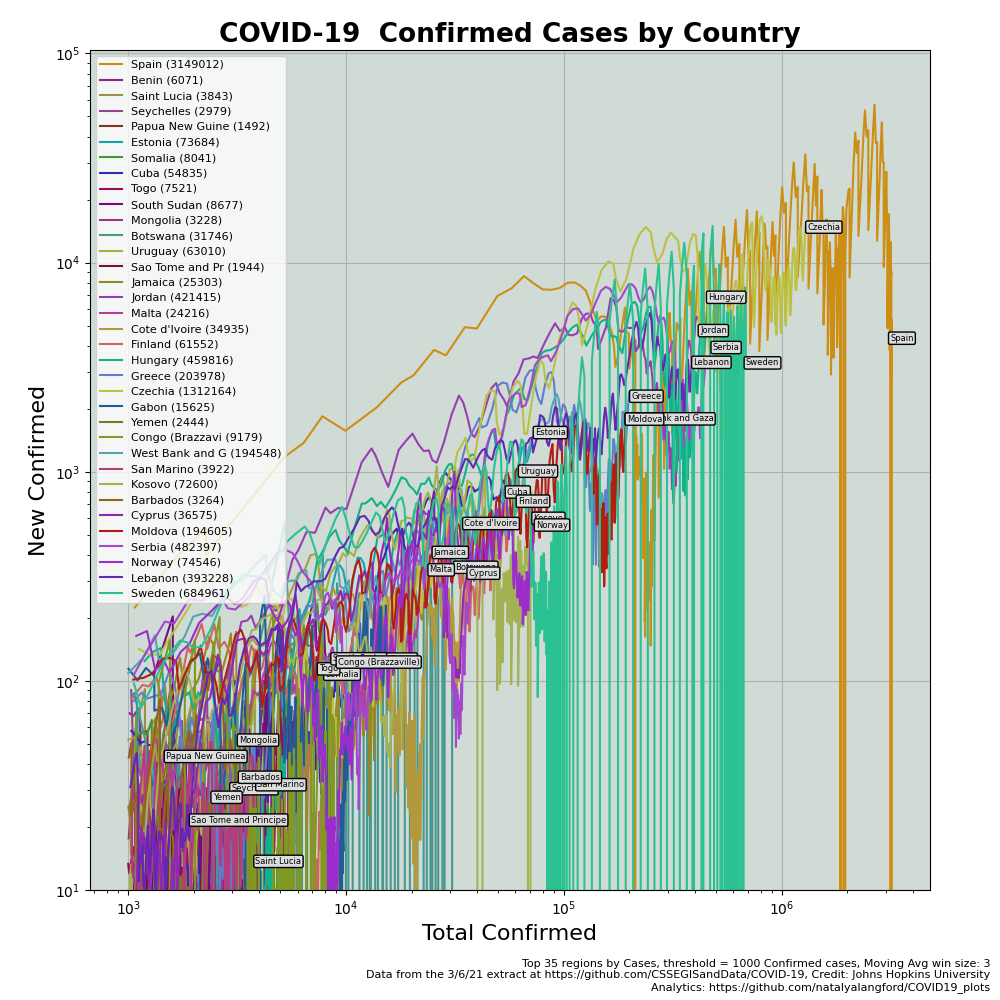 COVID-19  Confirmed Cases by Country
New Confirmed
10^5
10^4
10^3
10^2
10^1
Spain (3149012)
Benin (6071)
Saint Lucia (3843)
Seychelles (2979)
Papua New Guine (1492)
Estonia (73684)
Somalia (8041)
Cuba (54835)
Togo (7521)
South Sudan (8677)
Mongolia (3228)
Botswana (31746)
Uruguay (63010)
Sao Tome and Pr (1944)
Jamaica (25303)
Jordan (421415)
Malta (24216)
Cote d'Ivoire (34935)
Finland (61552)
Hungary (459816)
Greece (203978)
Czechia (1312164)
Gabon (15625)
Yemen (2444)
Congo (Brazzavi (9179)
West Bank and G (194548)
San Marino (3922)
Kosovo (72600)
Barbados (3264)
Cyprus (36575)
Moldova (194605)
Serbia (482397)
Norway (74546)
Lebanon (393228)
Sweden (684961)
Czechia
Hungary
Jordan
Spain
Serbia
Lebanon
Sweden
Greece
Moldova
and Gaza
Estonia
Uruguay
Cuba
Finland
Cote d'Ivoire
Norway
Jamaica
Malta
Cyprus
Congo (Brazzaville)
Mongolia
Papua New Guinea
Barbados
Yemen
Sao Tome and Principe
Saint Lucia
10^3
10^4
10^5
10^6
Total Confirmed
Top 35 regions by Cases, threshold = 1000 Confirmed cases, Moving Avg win size: 3
Data from the 3/6/21 extract at https://github.com/CSSEGISandData/COVID-19, Credit: Johns Hopkins University
Analytics: https://github.com/natalyalangford/COVID19_plots